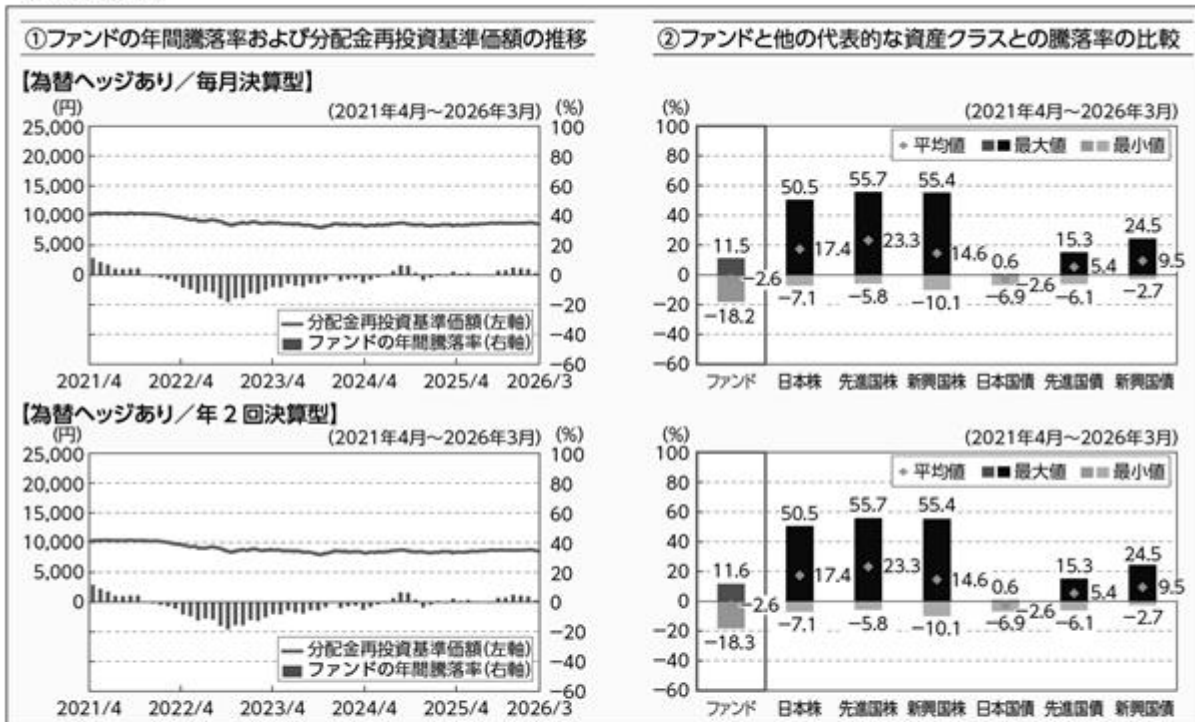 ①ファンドの年間騰落率および分配金再投資基準価額の推移
【為替ヘッジあり／毎月決算型】
(円)
(2021年4月～2026年3月)
(%)
25,000
20,000
15,000
10,000
5,000
0
100
80
60
40
20
0
−20
−40
−60
分配金再投資基準価額(左軸)
ファンドの年間騰落率(右軸)
2021/4 2022/4 2023/4 2024/4 2025/4 2026/3
【為替ヘッジあり／年2回決算型】
(円)
(2021年4月～2026年3月)
(%)
25,000
20,000
15,000
10,000
5,000
0
100
80
60
40
20
0
−20
−40
−60
分配金再投資基準価額(左軸)
ファンドの年間騰落率(右軸)
2021/4 2022/4 2023/4 2024/4 2025/4 2026/3
②ファンドと他の代表的な資産クラスとの騰落率の比較
(%)
(2021年4月～2026年3月)
100
80
60
40
20
0
−20
−40
−60
平均値 最大値 最小値
11.5 50.5 55.7 55.4 0.6 15.3 24.5
−2.6 17.4 23.3 14.6 −2.6 5.4 9.5
−18.2 −7.1 −5.8 −10.1 −6.9 −6.1 −2.7
ファンド 日本株 先進国株 新興国株 日本国債 先進国債 新興国債
(%)
(2021年4月～2026年3月)
100
80
60
40
20
0
−20
−40
−60
平均値 最大値 最小値
11.6 50.5 55.7 55.4 0.6 15.3 24.5
−2.6 17.4 23.3 14.6 −2.6 5.4 9.5
−18.3 −7.1 −5.8 −10.1 −6.9 −6.1 −2.7
ファンド 日本株 先進国株 新興国株 日本国債 先進国債 新興国債